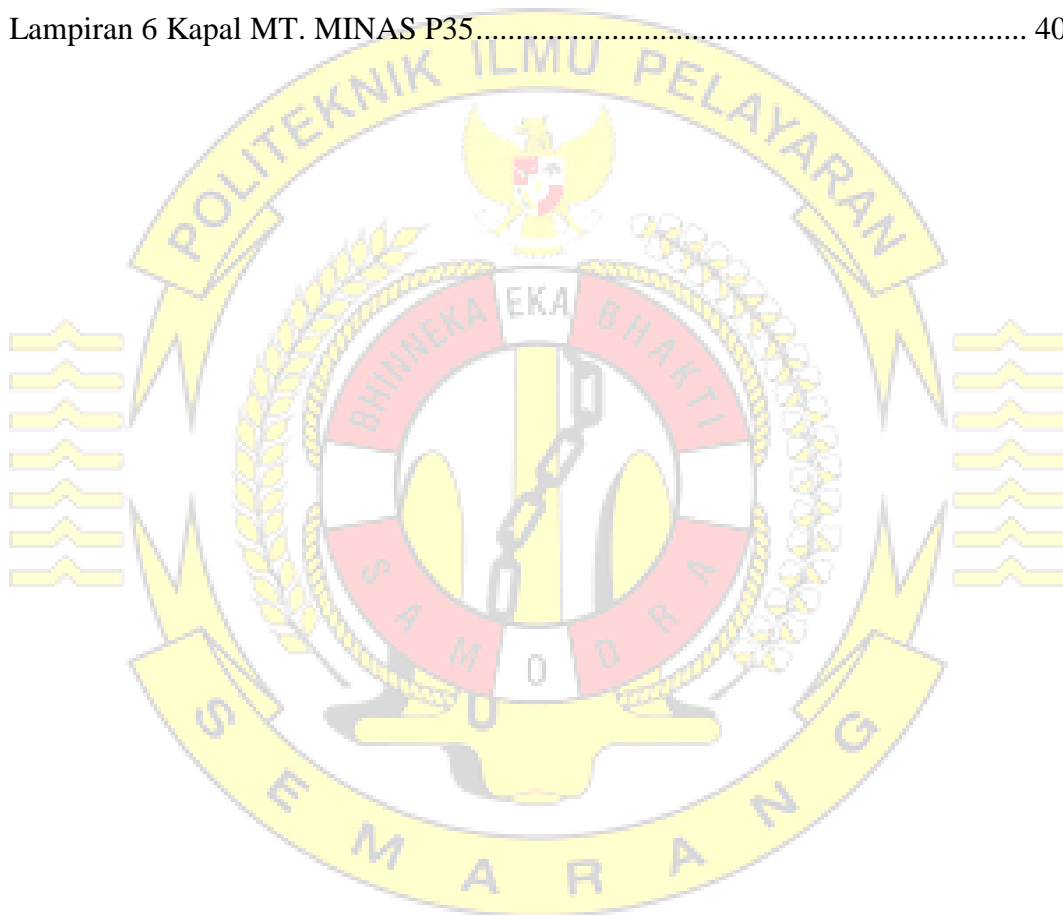 Lampiran 6 Kapal MT. MINAS P35..................................................................... 40
POLITEKNIK ILMU PELAYARAN
BHINNEKA EKA BHAKTI
SAMODRA
SEMARANG